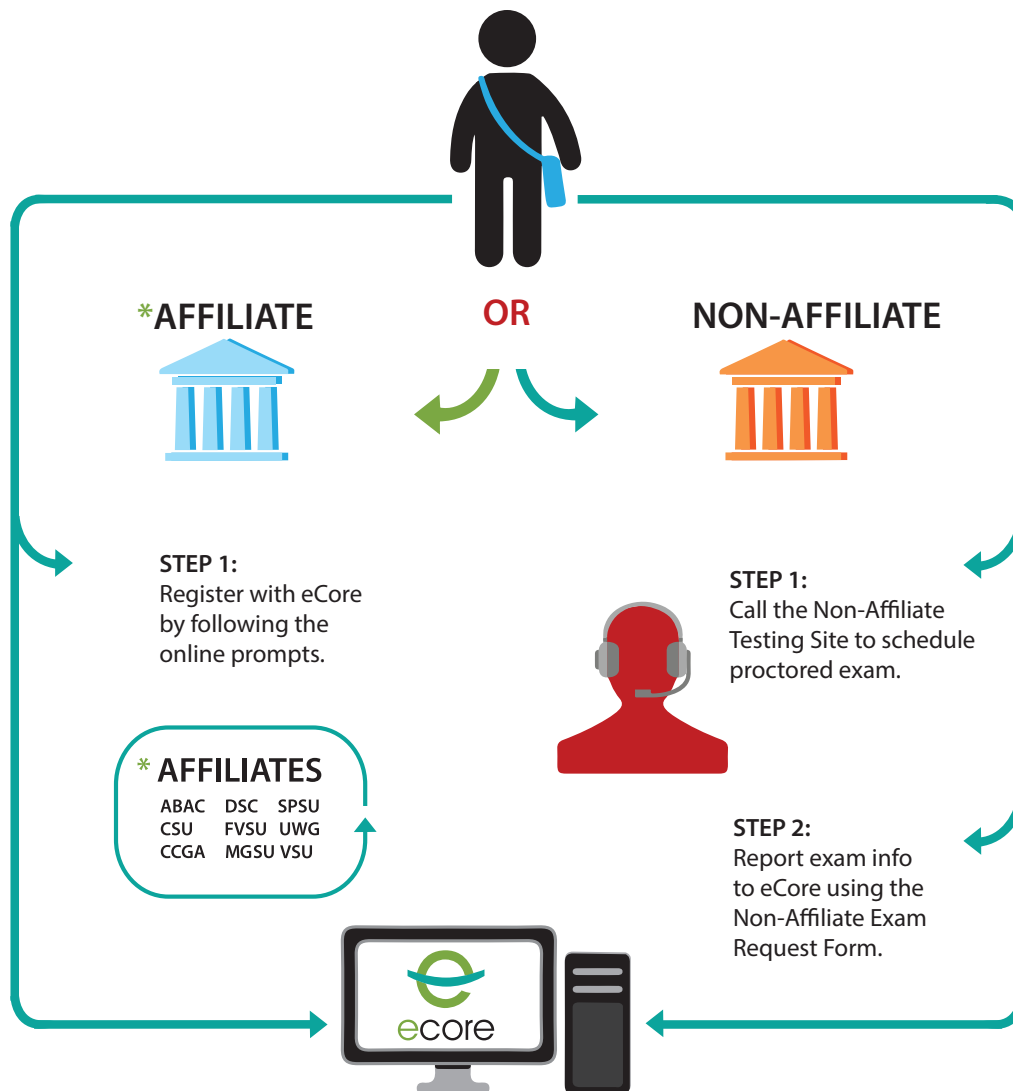 *AFFILIATE
OR
NON-AFFILIATE
STEP 1:
Register with eCore
by following the
online prompts.
* AFFILIATES
ABAC DSC SPSU
CSU FVSU UWG
CCGA MGSU VSU
STEP 1:
Call the Non-Affiliate
Testing Site to schedule
proctored exam.
STEP 2:
Report exam info
to eCore using the
Non-Affiliate Exam
Request Form.
e
ecore